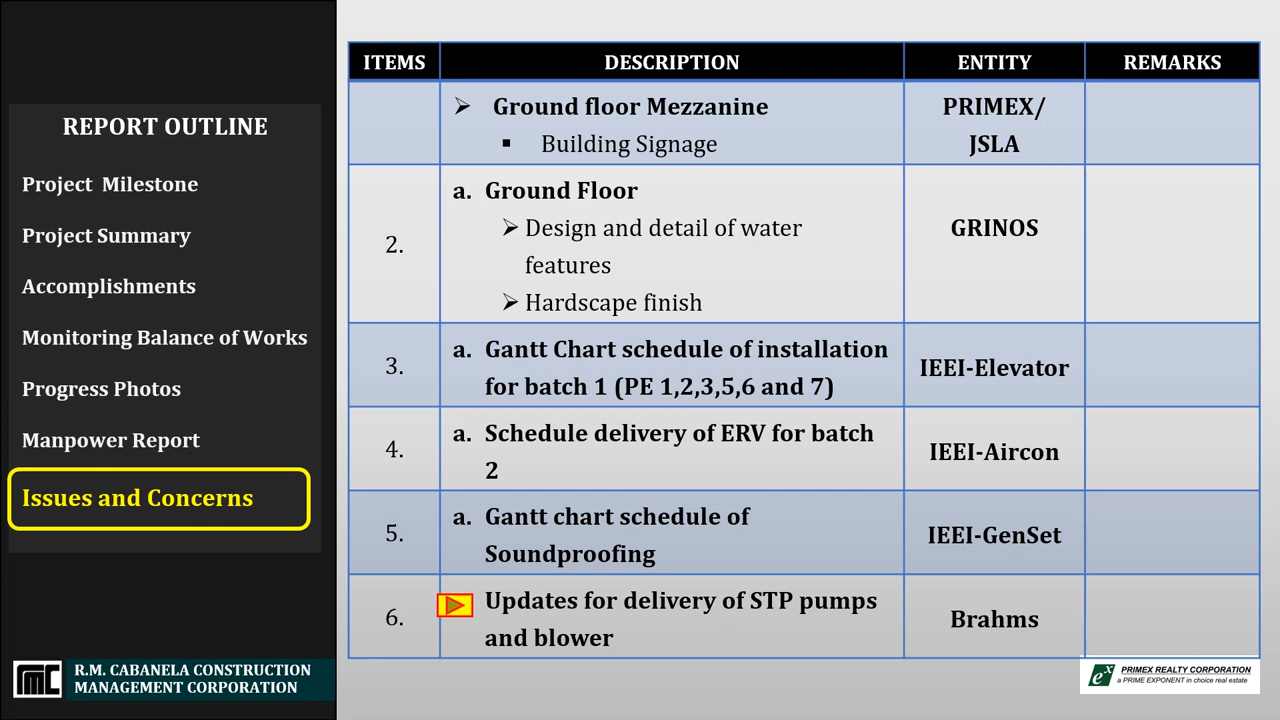 REPORT OUTLINE
Project Milestone
Project Summary
Accomplishments
Monitoring Balance of Works
Progress Photos
Manpower Report
Issues and Concerns
R.M. CABANELA CONSTRUCTION
MANAGEMENT CORPORATION
ITEMS DESCRIPTION ENTITY REMARKS
Ground floor Mezzanine
Building Signage
PRIMEX/
JSLA
2.
a. Ground Floor
Design and detail of water
features
Hardscape finish
GRINOS
3.
a. Gantt Chart schedule of installation
for batch 1 (PE 1,2,3,5,6 and 7)
IEEI-Elevator
4.
a. Schedule delivery of ERV for batch
2
IEEI-Aircon
5.
a. Gantt chart schedule of
Soundproofing
IEEI-GenSet
6.
Updates for delivery of STP pumps
and blower
Brahms
ex
PRIMEX REALTY CORPORATION
a PRIME EXPONENT in choice real estate